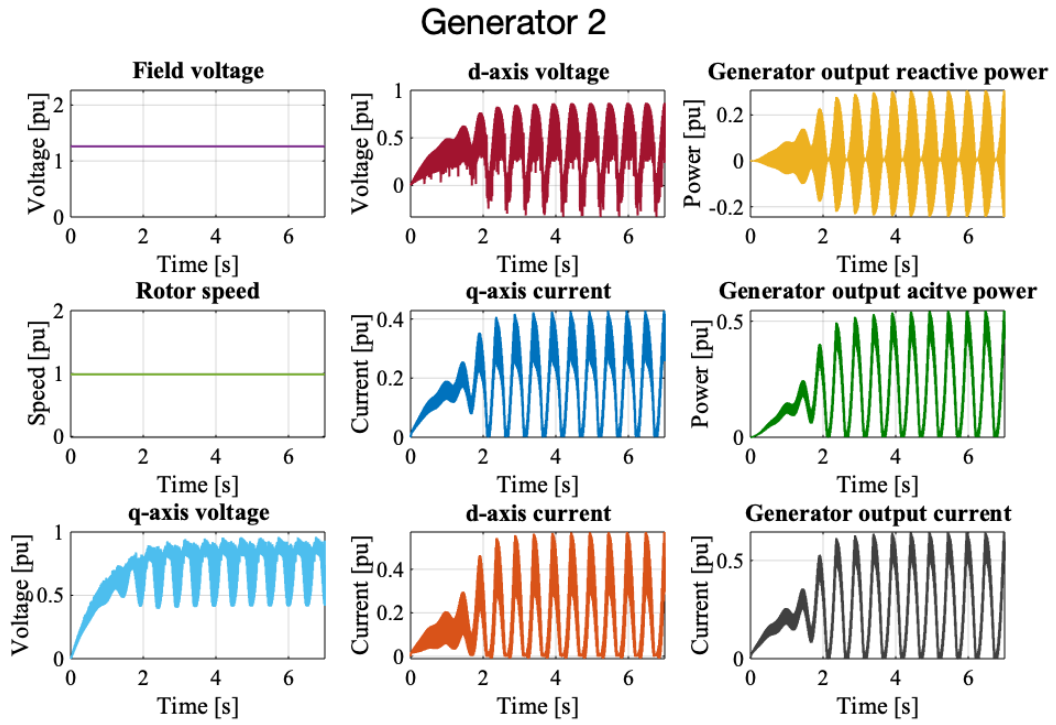 Generator 2
Field voltage
Voltage [pu]
2
1
0
0 2 4 6
Time [s]
d-axis voltage
Voltage [pu]
1
0.5
0
0 2 4 6
Time [s]
Generator output reactive power
Power [pu]
0.2
0
-0.2
0 2 4 6
Time [s]
Rotor speed
Speed [pu]
2
1
0
0 2 4 6
Time [s]
q-axis current
Current [pu]
0.4
0.2
0
0 2 4 6
Time [s]
Generator output acitve power
Power [pu]
0.5
0
0 2 4 6
Time [s]
q-axis voltage
Voltage [pu]
1
0.5
0
0 2 4 6
Time [s]
d-axis current
Current [pu]
0.4
0.2
0
0 2 4 6
Time [s]
Generator output current
Current [pu]
0.5
0
0 2 4 6
Time [s]